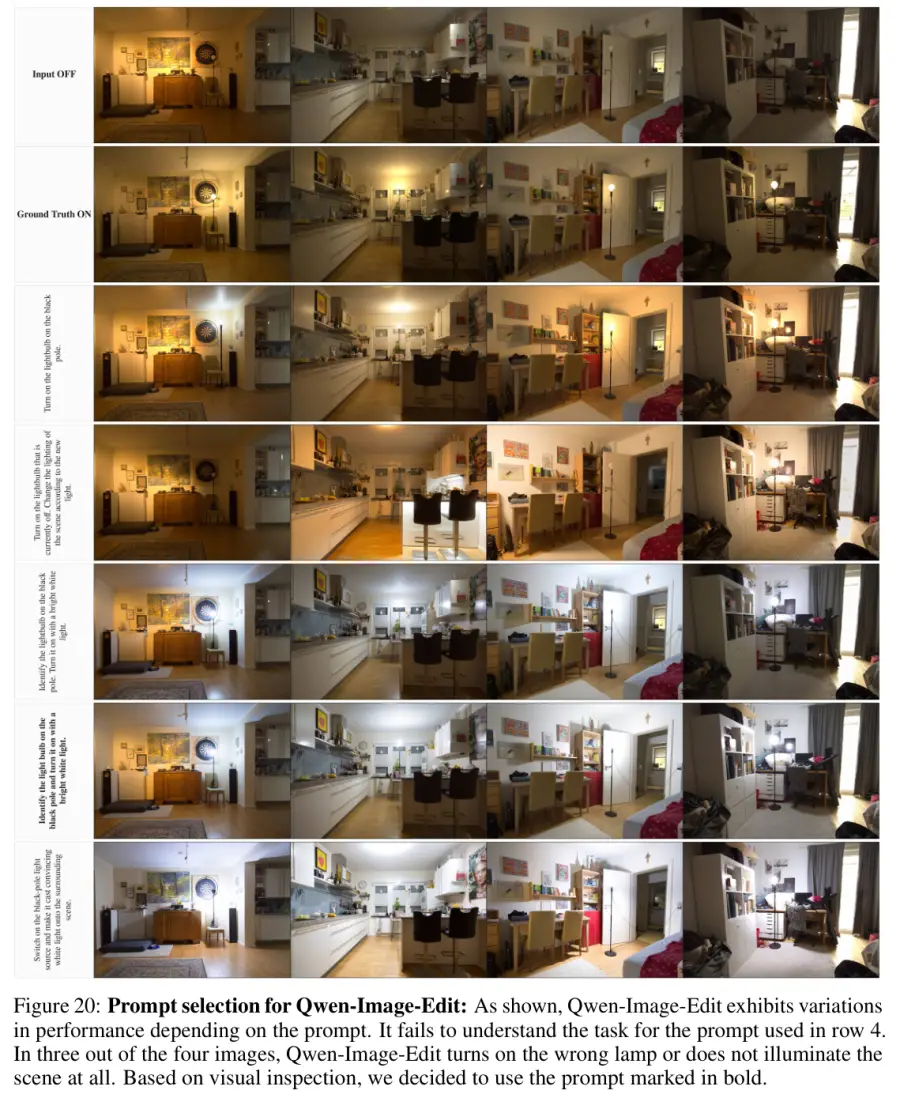 Input OFF
Ground Truth ON
Turn on the lightbulb on the black
pole.
Turn on the lightbulb that is
currently off. Change the lighting of
the scene according to the new
light.
Identify the lightbulb on the black
pole. Turn it on with a bright white
light.
Identify the light bulb on the
black pole and turn it on with a
bright white light.
Switch on the black-pole light
source and make it cast convincing
white light onto the surrounding
scene.
Figure 20: Prompt selection for Qwen-Image-Edit: As shown, Qwen-Image-Edit exhibits variations
in performance depending on the prompt. It fails to understand the task for the prompt used in row 4.
In three out of the four images, Qwen-Image-Edit turns on the wrong lamp or does not illuminate the
scene at all. Based on visual inspection, we decided to use the prompt marked in bold.